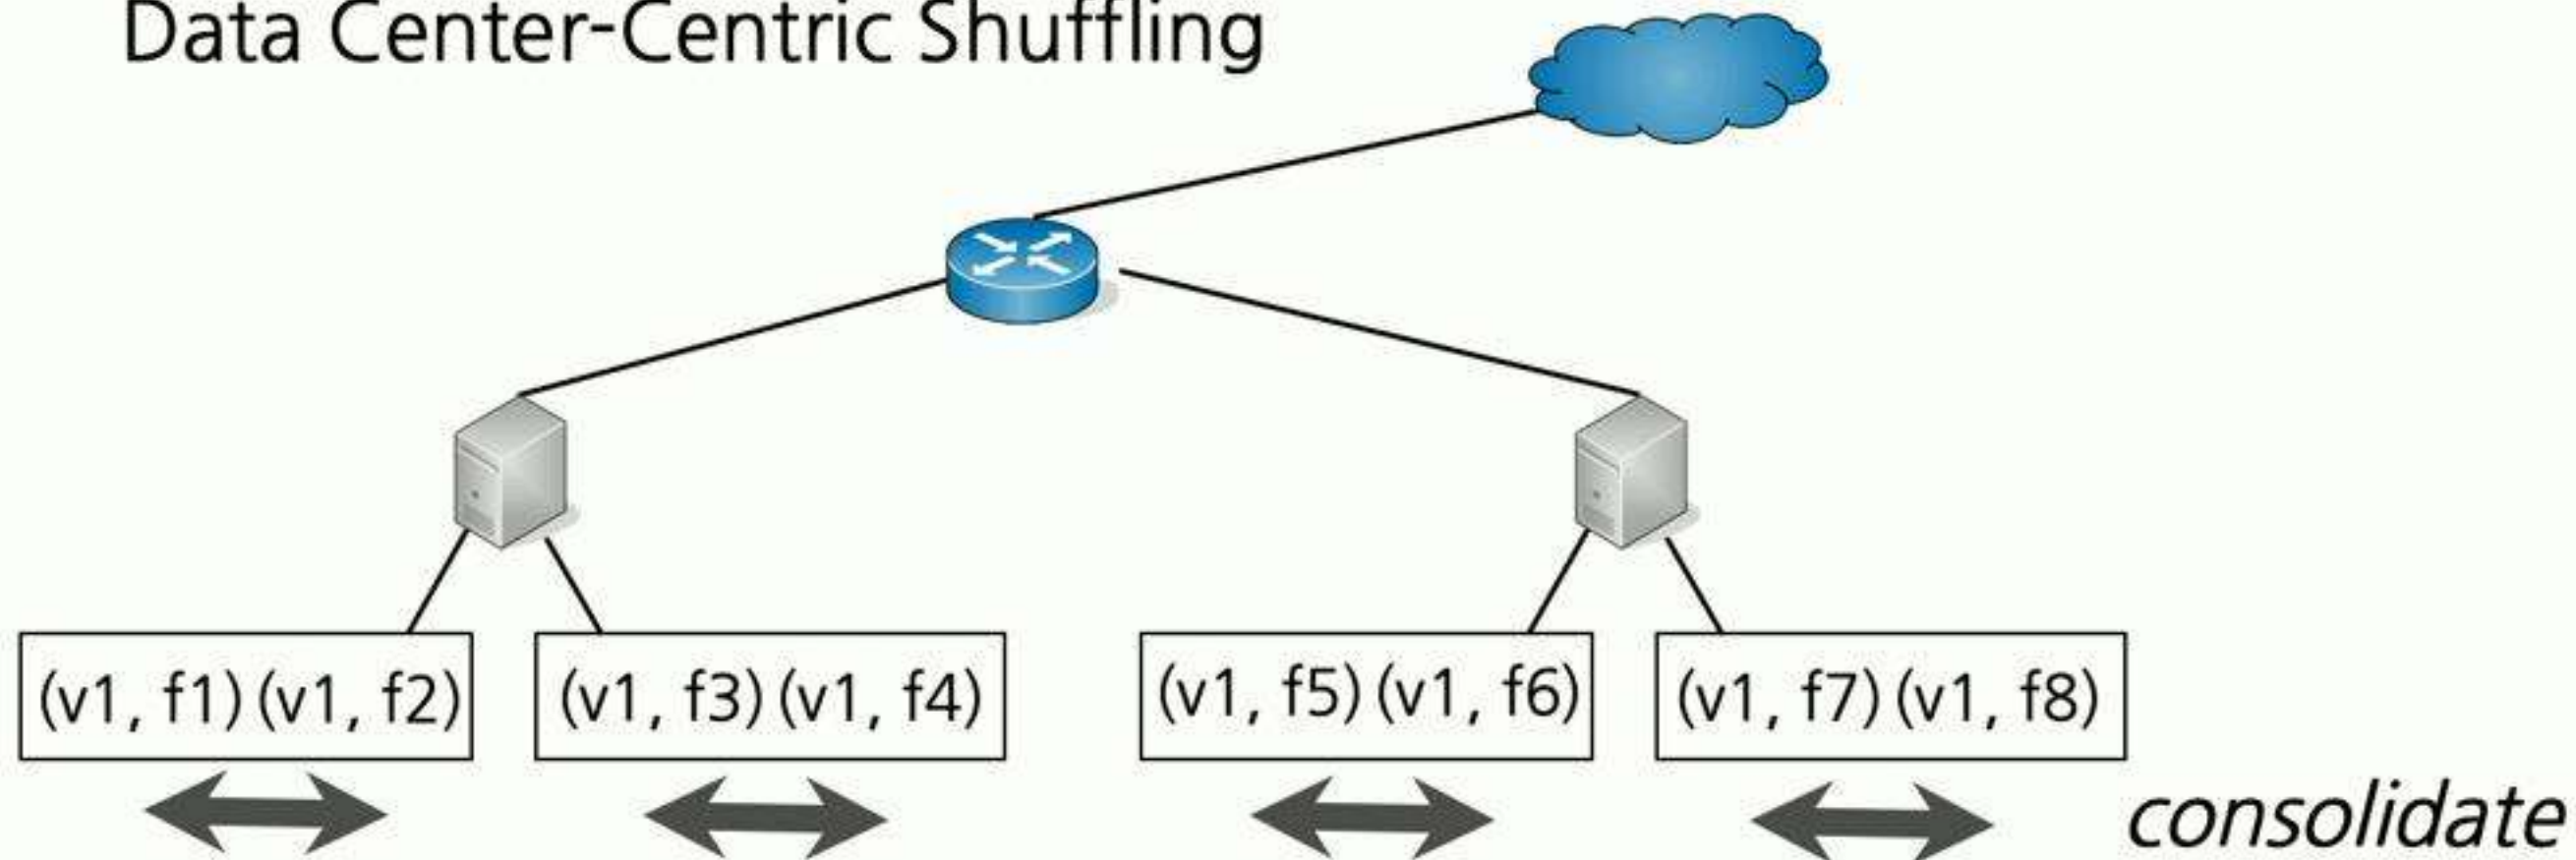 Data Center-Centric Shuffling
(v1, f1) (v1, f2)
(v1, f3) (v1, f4)
(v1, f5) (v1, f6)
(v1, f7) (v1, f8)
consolidate